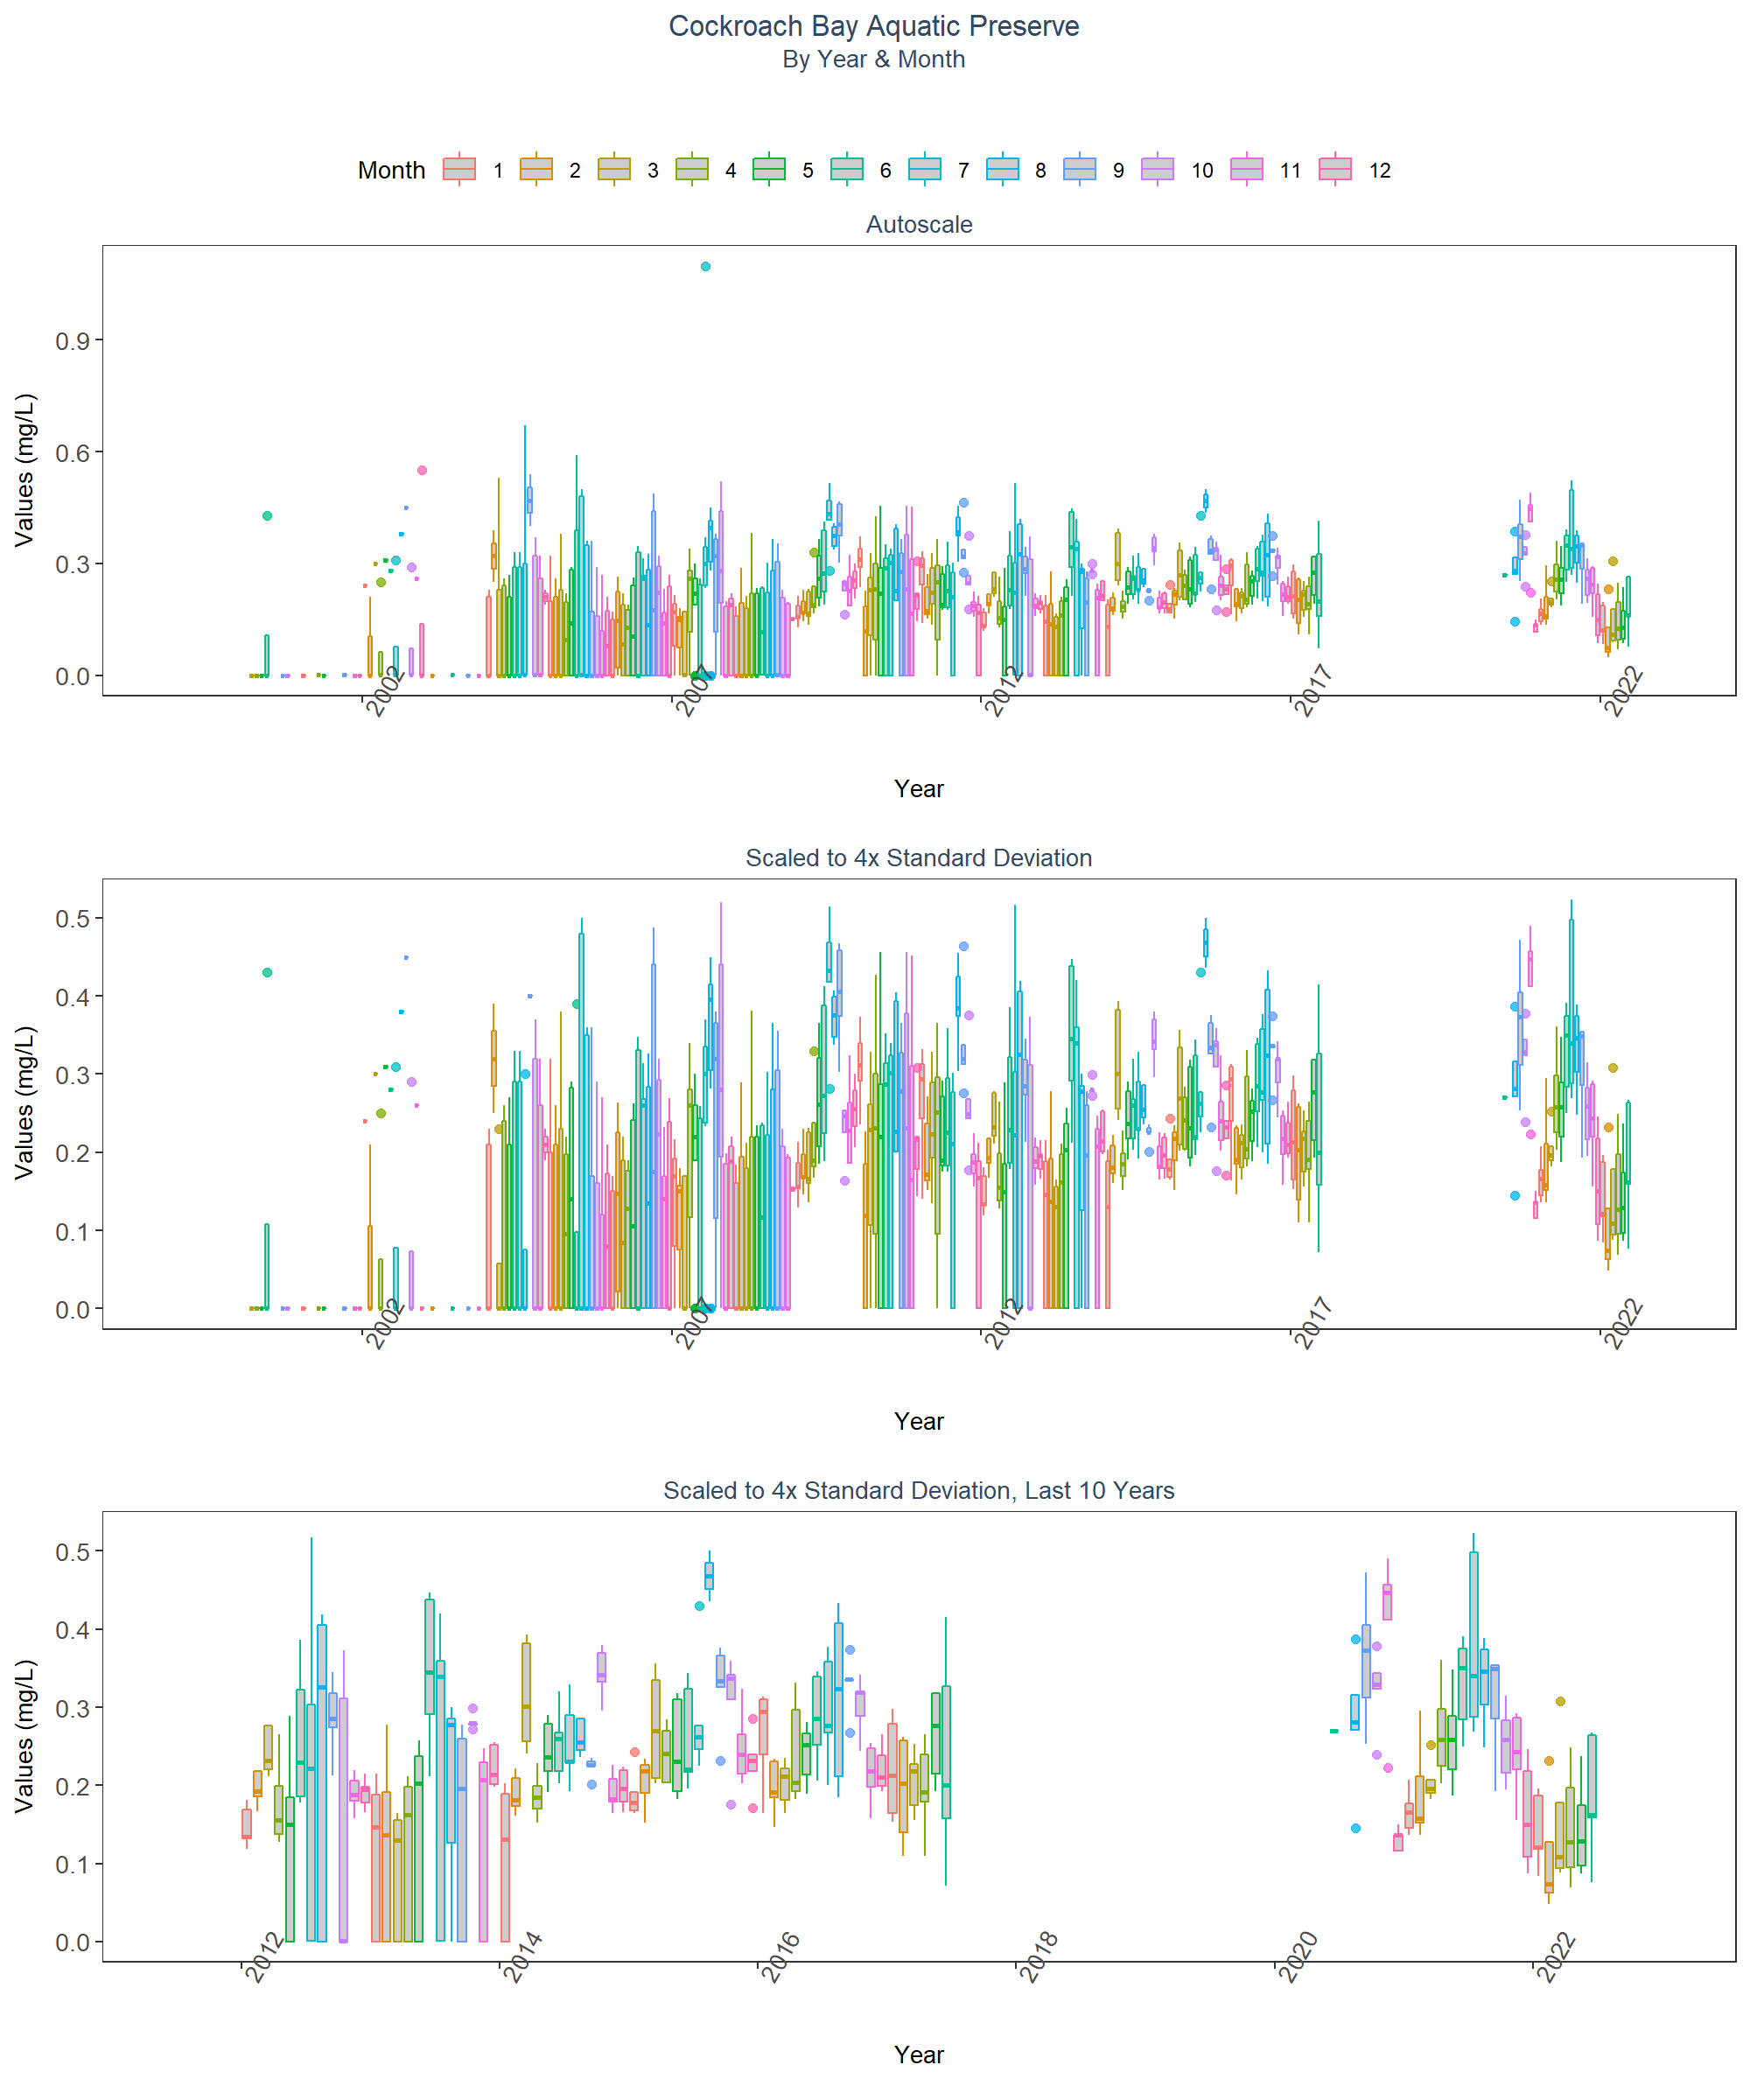 Cockroach Bay Aquatic Preserve
By Year & Month
Month 1 2 3 4 5 6 7 8 9 10 11 12
Autoscale
Values (mg/L)
0.9
0.6
0.3
0.0
2002 2007 2012 2017 2022
Year
Scaled to 4x Standard Deviation
Values (mg/L)
0.5
0.4
0.3
0.2
0.1
0.0
2002 2007 2012 2017 2022
Year
Scaled to 4x Standard Deviation, Last 10 Years
Values (mg/L)
0.5
0.4
0.3
0.2
0.1
0.0
2012 2014 2016 2018 2020 2022
Year